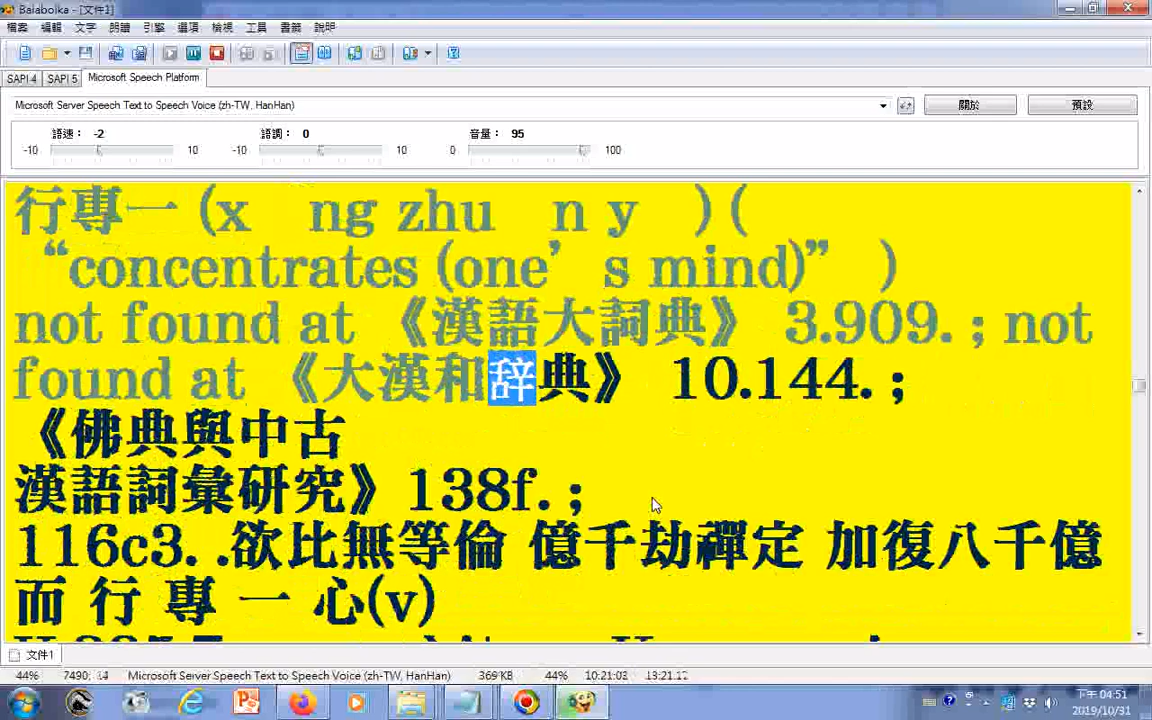 Balabolka - [文件1]
檔案 編輯 文字 朗讀 引擎 選項 檢視 工具 書籤 說明
SAPI 4 SAPI 5 Microsoft Speech Platform
Microsoft Server Speech Text to Speech Voice (zh-TW, HanHan) 關於 預設
語速： -2 語調： 0 音量： 95
-10 10 -10 10 0 100
行專一 (x ng zhu n y ) (
“concentrates (one’s mind)” )
not found at 《漢語大詞典》 3.909. ; not
found at 《大漢和辞典》 10.144. ;
《佛典與中古
漢語詞彙研究》138f. ;
116c3. .欲比無等倫 億千劫禪定 加復八千億
而 行 專 一 心(v)
文件1
44% Microsoft Server Speech Text to Speech Voice (zh-TW, HanHan) 369 KB 44% 10:21:03
下午 04:51
2019/10/31